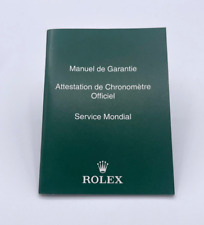 Manuel de Garantie
Attestation de Chronomètre
Officiel
Service Mondial
ROLEX